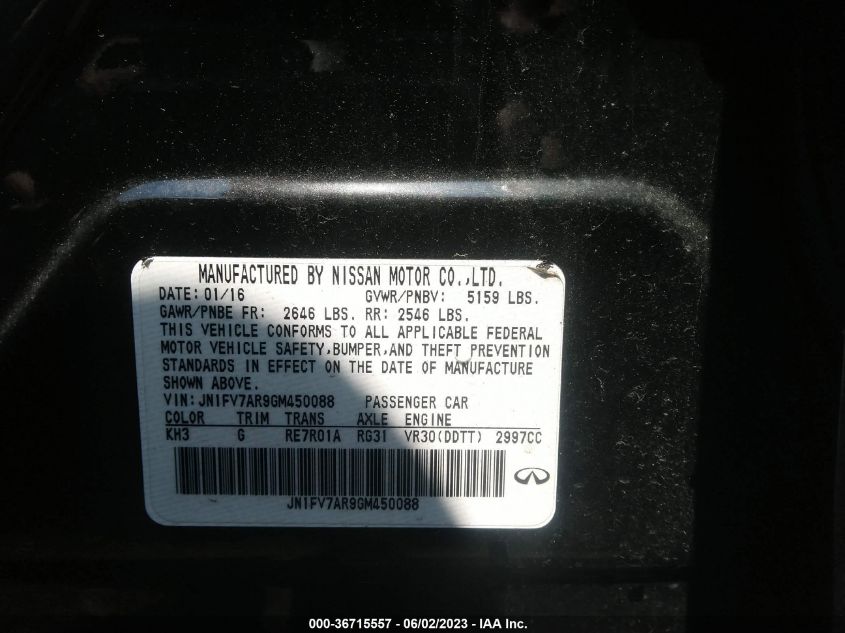 MANUFACTURED BY NISSAN MOTOR CO.,LTD.
DATE: 01/16 GVWR/PNBV: 5159 LBS.
GAWR/PNBE FR: 2646 LBS. RR: 2546 LBS.
THIS VEHICLE CONFORMS TO ALL APPLICABLE FEDERAL
MOTOR VEHICLE SAFETY,BUMPER,AND THEFT PREVENTION
STANDARDS IN EFFECT ON THE DATE OF MANUFACTURE
SHOWN ABOVE.
VIN:JN1FV7AR9GM450088 PASSENGER CAR
COLOR TRIM TRANS AXLE ENGINE
KH3 G RE7R01A RG31 VR30(DDTT) 2997CC
JN1FV7AR9GM450088
000-36715557 - 06/02/2023 - IAA Inc.